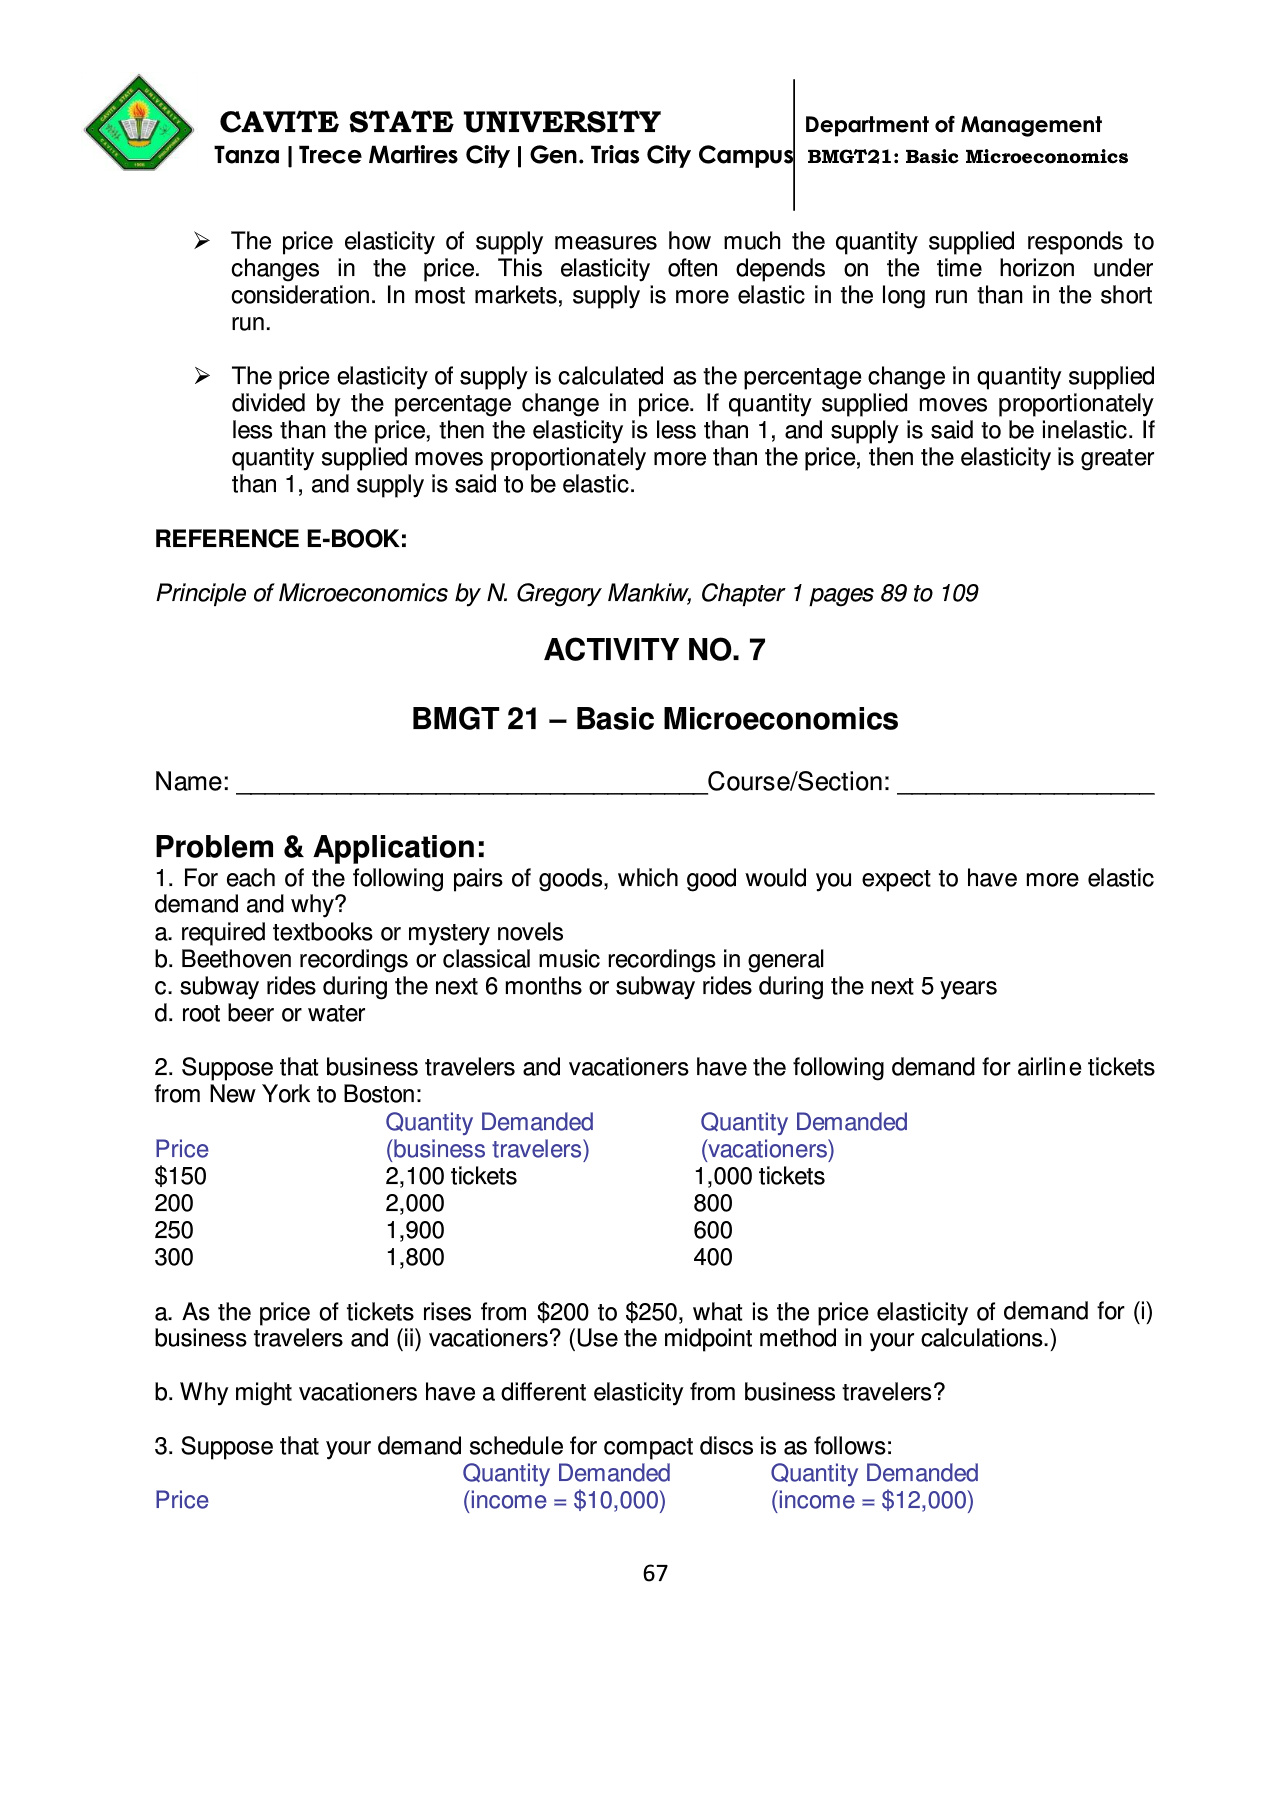 CAVITE STATE UNIVERSITY
Tanza | Trece Martires City | Gen. Trias City Campus
Department of Management
BMGT21: Basic Microeconomics
➢ The price elasticity of supply measures how much the quantity supplied responds to
changes in the price. This elasticity often depends on the time horizon under
consideration. In most markets, supply is more elastic in the long run than in the short
run.
➢ The price elasticity of supply is calculated as the percentage change in quantity supplied
divided by the percentage change in price. If quantity supplied moves proportionately
less than the price, then the elasticity is less than 1, and supply is said to be inelastic. If
quantity supplied moves proportionately more than the price, then the elasticity is greater
than 1, and supply is said to be elastic.
REFERENCE E-BOOK:
Principle of Microeconomics by N. Gregory Mankiw, Chapter 1 pages 89 to 109
ACTIVITY NO. 7
BMGT 21 – Basic Microeconomics
Name: _________________________________Course/Section: __________________
Problem & Application:
1. For each of the following pairs of goods, which good would you expect to have more elastic
demand and why?
a. required textbooks or mystery novels
b. Beethoven recordings or classical music recordings in general
c. subway rides during the next 6 months or subway rides during the next 5 years
d. root beer or water
2. Suppose that business travelers and vacationers have the following demand for airline tickets
from New York to Boston:
Quantity Demanded Quantity Demanded
Price (business travelers) (vacationers)
$150 2,100 tickets 1,000 tickets
200 2,000 800
250 1,900 600
300 1,800 400
a. As the price of tickets rises from $200 to $250, what is the price elasticity of demand for (i)
business travelers and (ii) vacationers? (Use the midpoint method in your calculations.)
b. Why might vacationers have a different elasticity from business travelers?
3. Suppose that your demand schedule for compact discs is as follows:
Quantity Demanded Quantity Demanded
Price (income = $10,000) (income = $12,000)
67